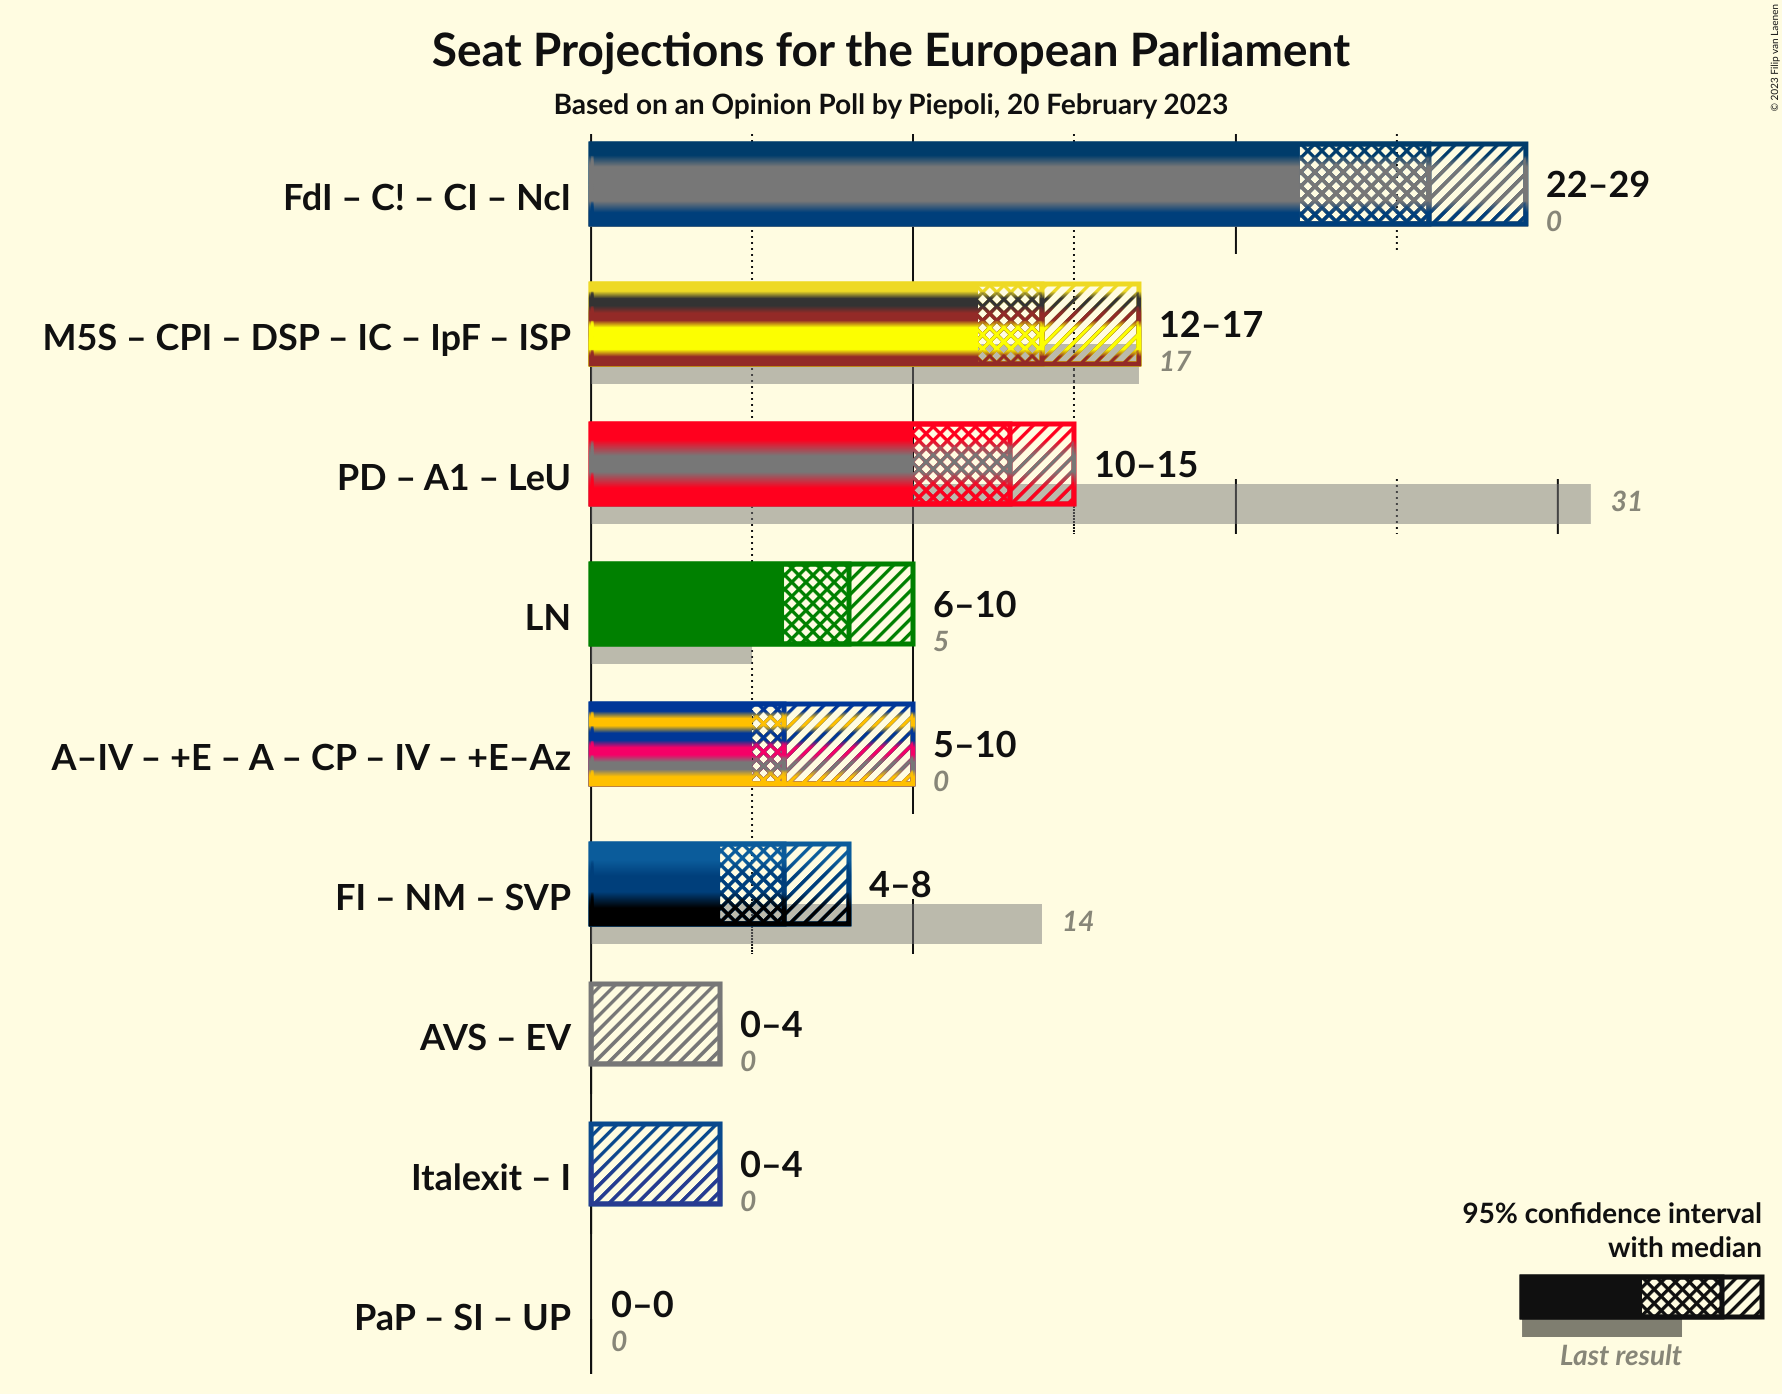 Seat Projections for the European Parliament
Based on an Opinion Poll by Piepoli, 20 February 2023
© 2023 Filip van Laenen
FdI – C! – CI – NcI
22–29
0
M5S – CPI – DSP – IC – IpF – ISP
12–17
17
PD – A1 – LeU
10–15
31
LN
6–10
5
A–IV – +E – A – CP – IV – +E–Az
5–10
0
FI – NM – SVP
4–8
14
AVS – EV
0–4
0
Italexit – I
0–4
0
PaP – SI – UP
0–0
0
95% confidence interval
with median
Last result